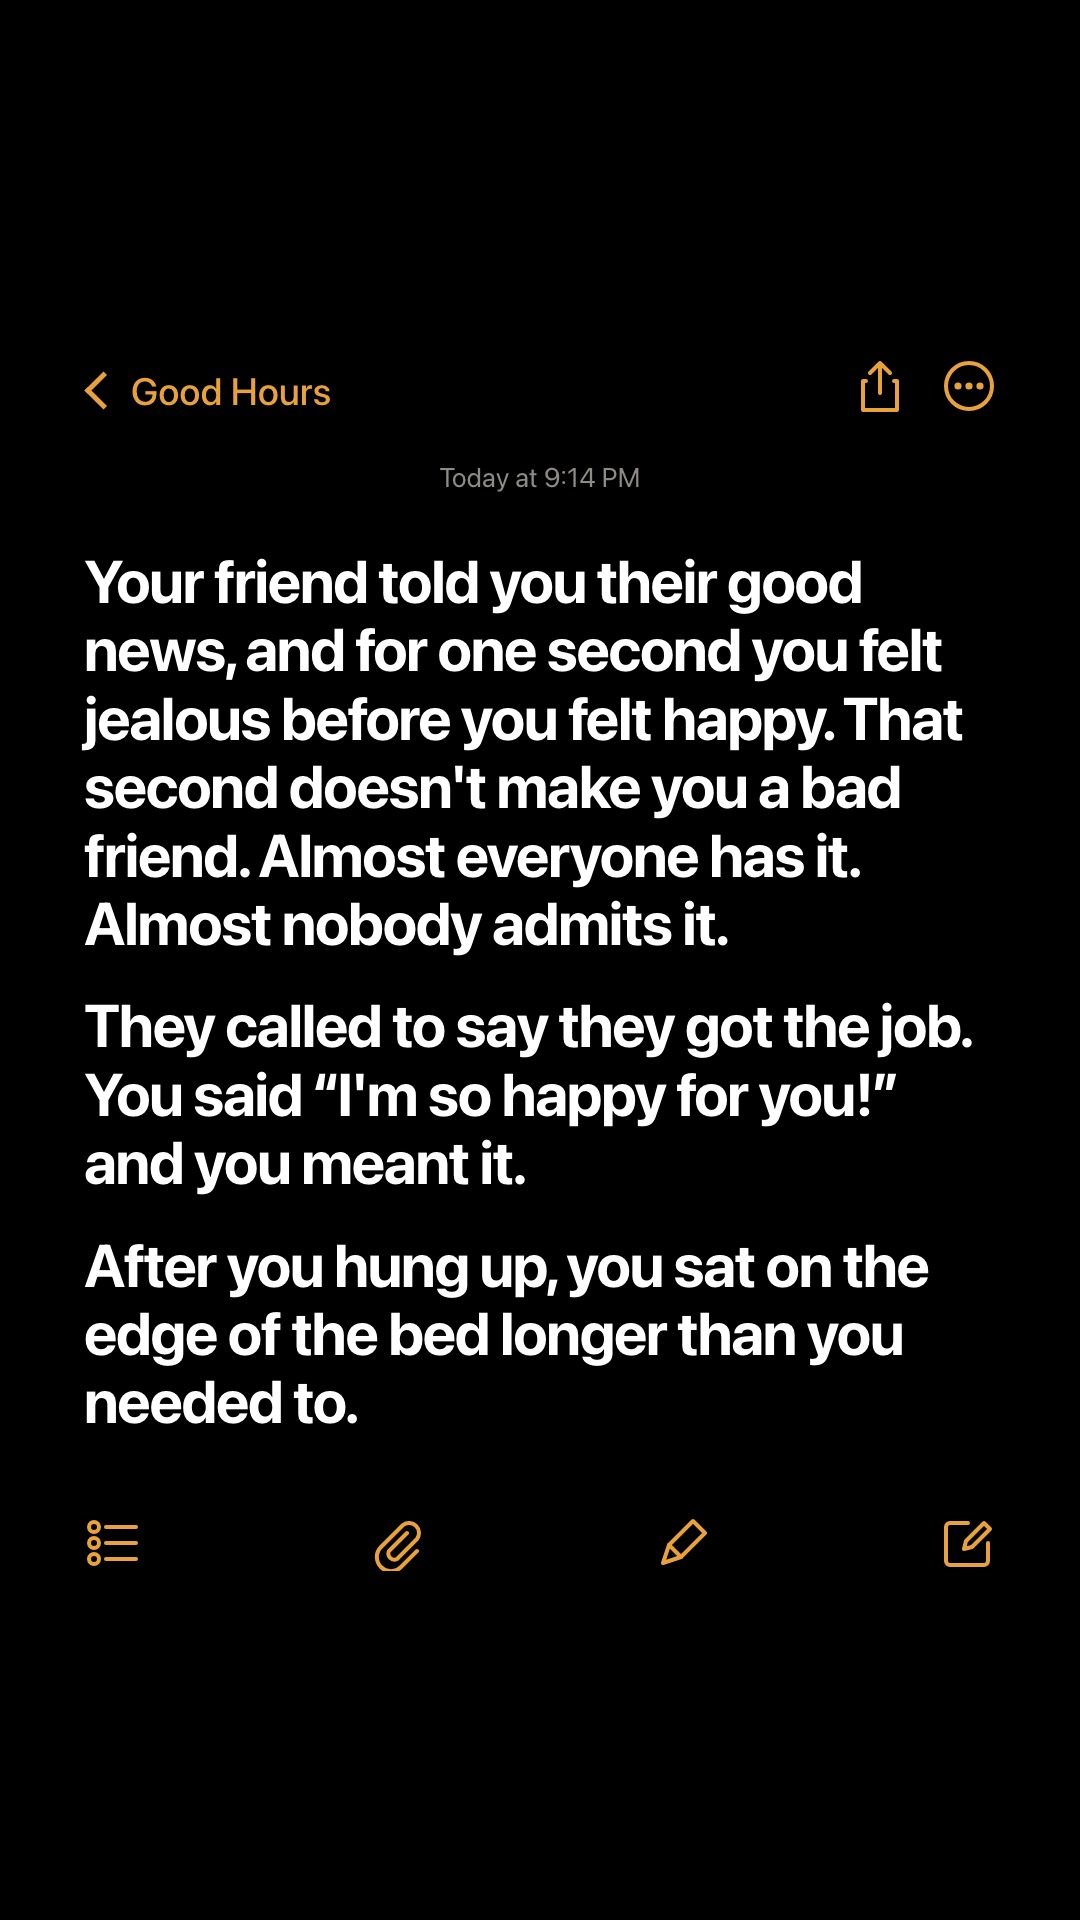 Good Hours
Today at 9:14 PM
Your friend told you their good
news, and for one second you felt
jealous before you felt happy. That
second doesn't make you a bad
friend. Almost everyone has it.
Almost nobody admits it.
They called to say they got the job.
You said “I'm so happy for you!”
and you meant it.
After you hung up, you sat on the
edge of the bed longer than you
needed to.